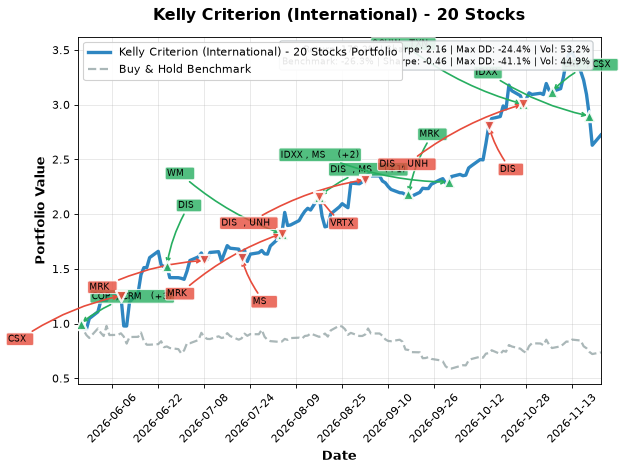 Kelly Criterion (International) - 20 Stocks
Kelly Criterion (International) - 20 Stocks Portfolio
Buy & Hold Benchmark
rpe: 2.16 | Max DD: -24.4% | Vol: 53.2%
Benchmark: -26.3% | Sharpe: -0.46 | Max DD: -41.1% | Vol: 44.9%
CSX
IDXX
MRK
IDXX , MS (+2)
DIS , UNH
DIS , MS
DIS
WM
DIS
DIS , UNH
VRTX
MRK
MRK
MS
CSX
Portfolio Value
3.5
3.0
2.5
2.0
1.5
1.0
0.5
2026-06-06
2026-06-22
2026-07-08
2026-07-24
2026-08-09
2026-08-25
2026-09-10
2026-09-26
2026-10-12
2026-10-28
2026-11-13
Date